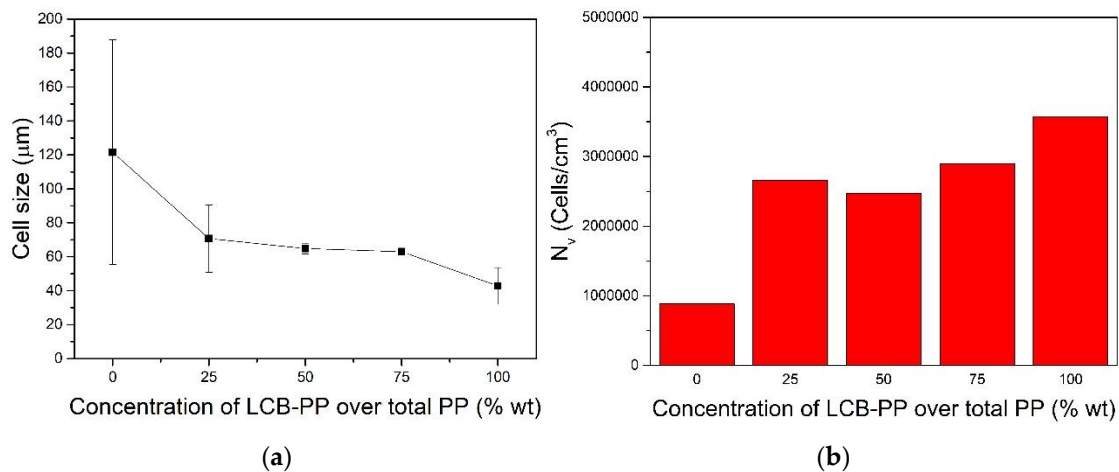 200
180
160
140
120
100
80
60
40
20
0
Cell size (μm)
0 25 50 75 100
Concentration of LCB-PP over total PP (% wt)
(a)
5000000
4000000
3000000
2000000
1000000
0
Nᵥ (Cells/cm³)
0 25 50 75 100
Concentration of LCB-PP over total PP (% wt)
(b)